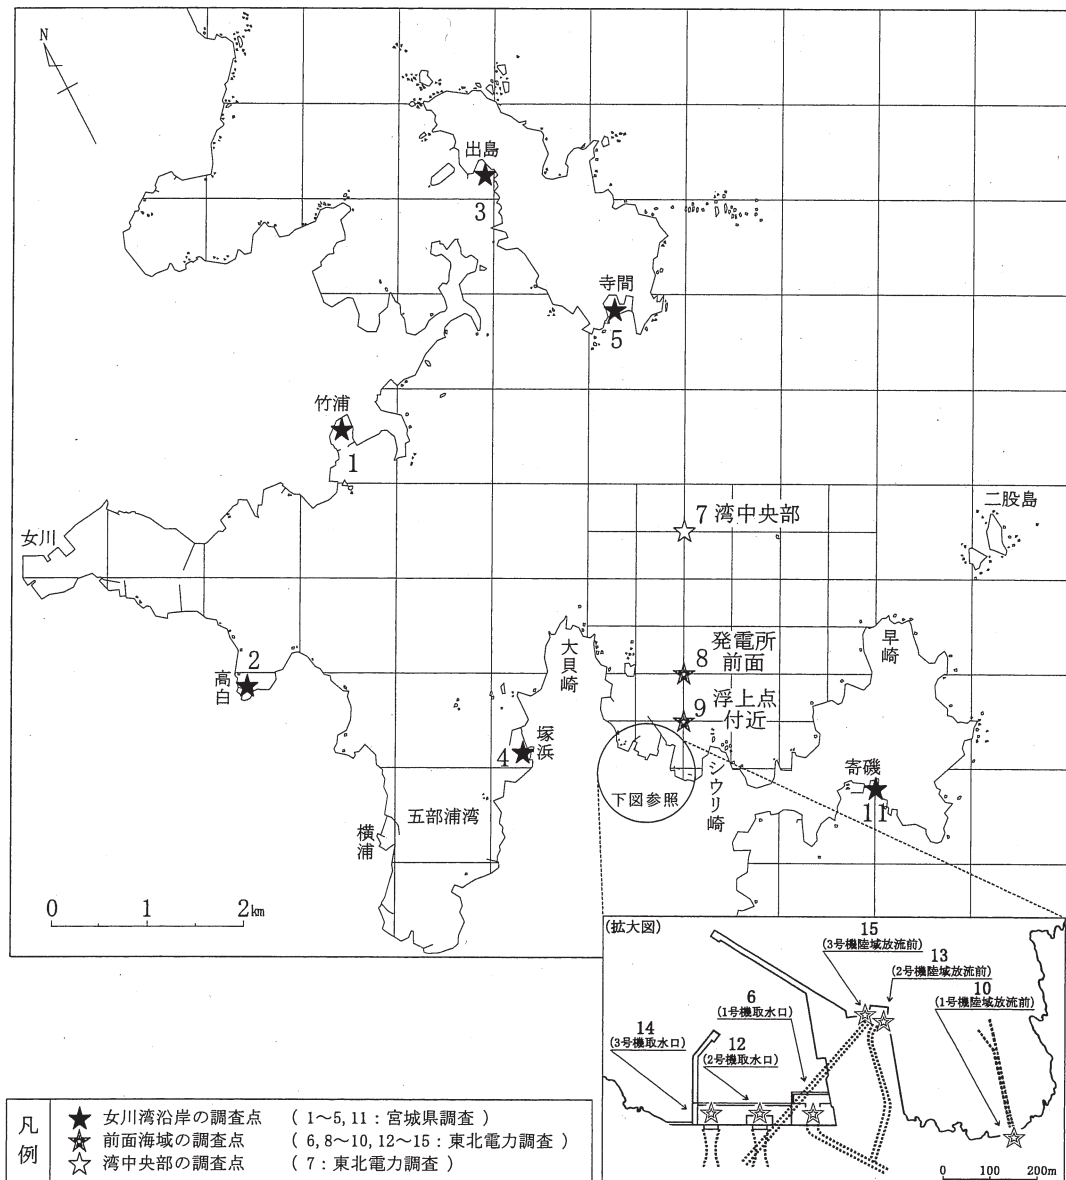 N
出島
3
寺間
5
竹浦
1
7 湾中央部
二股島
女川
大貝崎
早崎
8 発電所
前面
2
高白
9 浮上点
付近
塚浜
4
シウリ崎
寄磯
11
下図参照
五部浦湾
横浦
0 1 2km
(拡大図)
15
(3号機陸域放流前)
13
(2号機陸域放流前)
10
(1号機陸域放流前)
6
(1号機取水口)
14
(3号機取水口)
12
(2号機取水口)
0 100 200m
凡例
★ 女川湾沿岸の調査点 ( 1～5,11 : 宮城県調査 )
前面海域の調査点 ( 6,8～10,12～15 : 東北電力調査 )
☆ 湾中央部の調査点 ( 7 : 東北電力調査 )